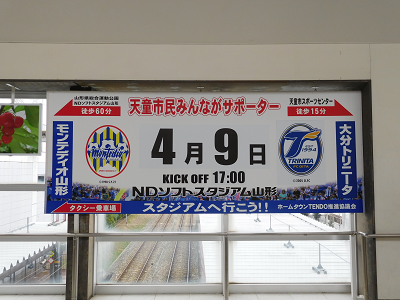 山形県総合運動公園
NDソフトスタジアム山形
徒歩60分
天童市民みんながサポーター
天童市スポーツセンター
徒歩15分
モンテディオ山形
Montedio
4月9日
KICK OFF 17:00
NDソフトスタジアム山形
1994
TRINITA
大分トリニータ
タクシー乗車場
スタジアムへ行こう!!
ホームタウンTENDO推進協議会